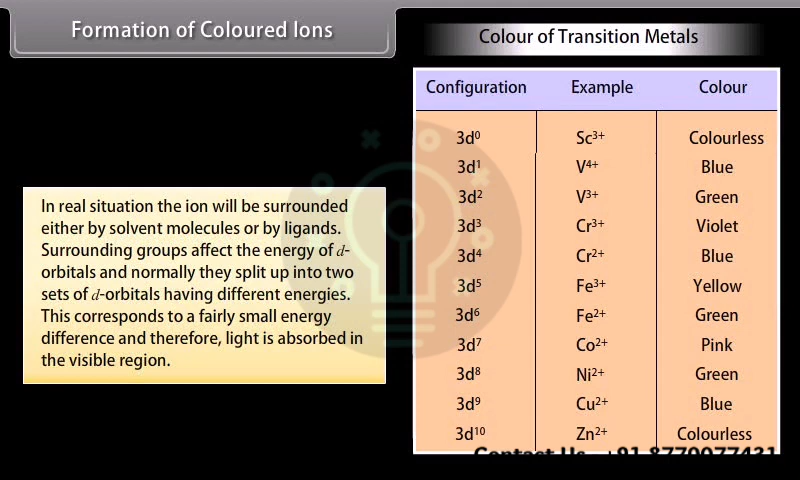 Formation of Coloured Ions
Colour of Transition Metals
Configuration Example Colour
3d⁰ Sc³⁺ Colourless
3d¹ V⁴⁺ Blue
3d² V³⁺ Green
3d³ Cr³⁺ Violet
3d⁴ Cr²⁺ Blue
3d⁵ Fe³⁺ Yellow
3d⁶ Fe²⁺ Green
3d⁷ Co²⁺ Pink
3d⁸ Ni²⁺ Green
3d⁹ Cu²⁺ Blue
3d¹⁰ Zn²⁺ Colourless
In real situation the ion will be surrounded
either by solvent molecules or by ligands.
Surrounding groups affect the energy of d-
orbitals and normally they split up into two
sets of d-orbitals having different energies.
This corresponds to a fairly small energy
difference and therefore, light is absorbed in
the visible region.
Contact Us +91 8770077431